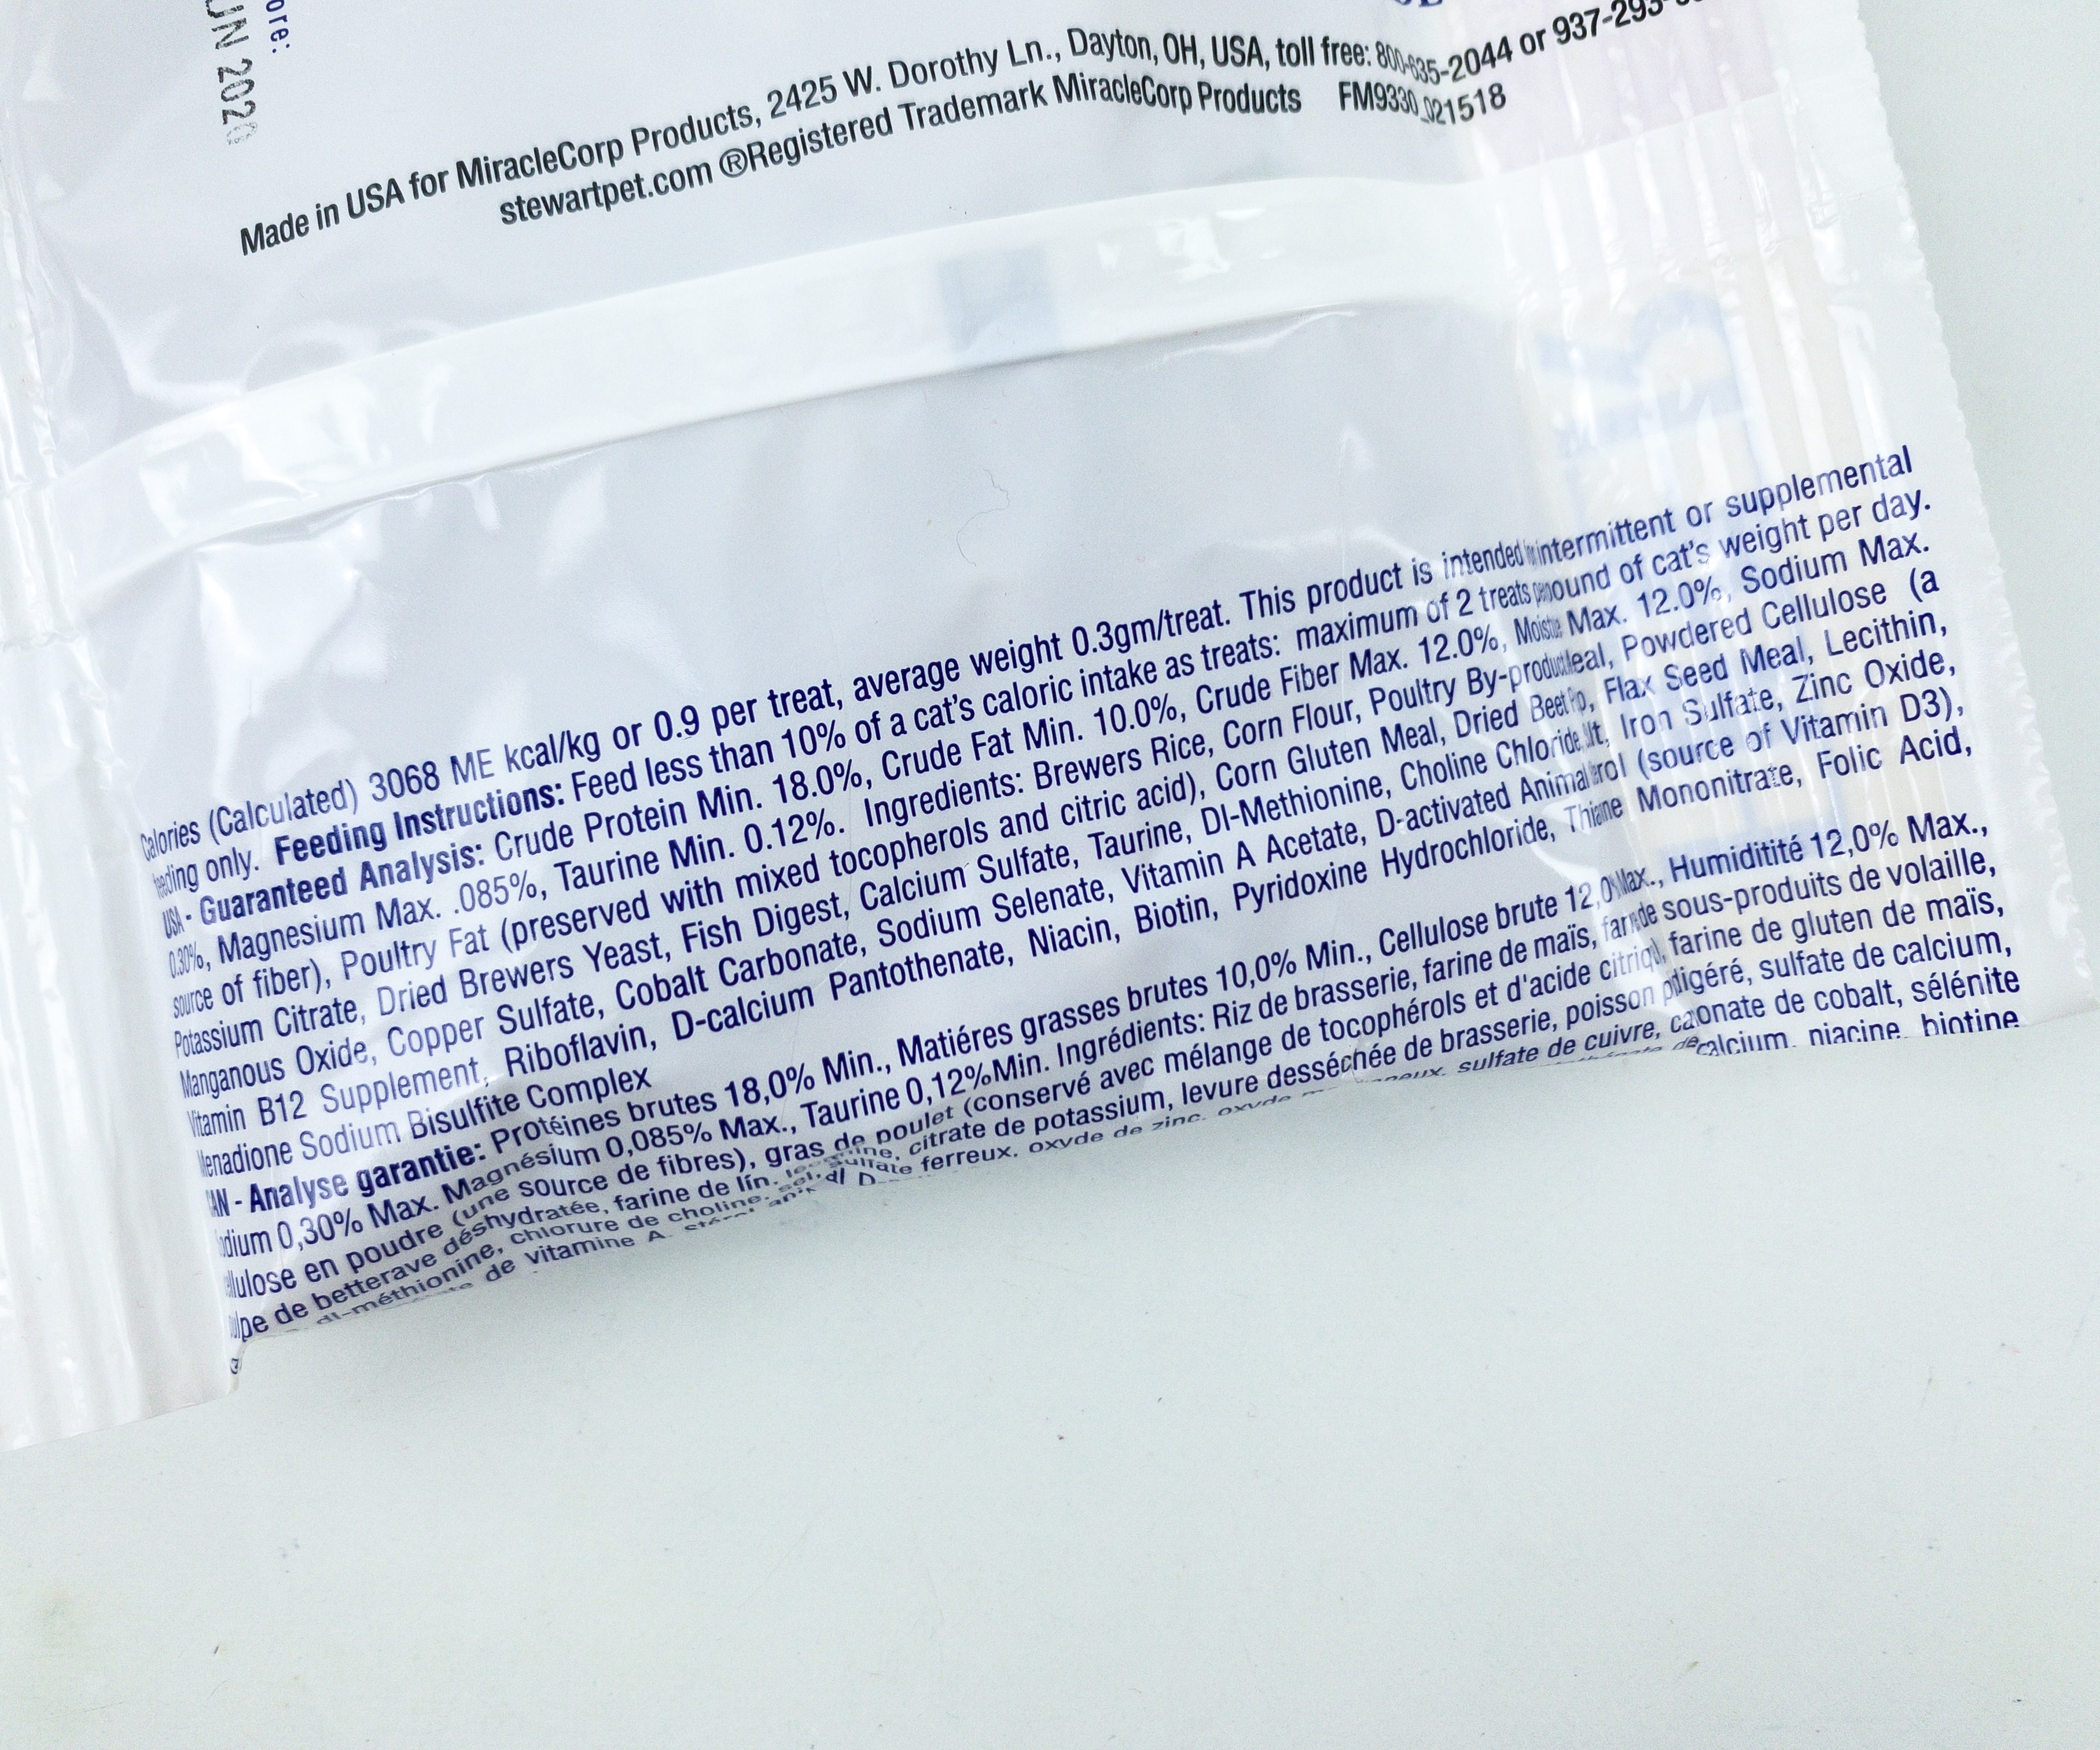 ore:
UN 2020
Made in USA for MiracleCorp Products, 2425 W. Dorothy Ln., Dayton, OH, USA, toll free: 800-635-2044 or 937-293-
stewartpet.com ®Registered Trademark MiracleCorp Products FM9330_021518
Calories (Calculated) 3068 ME kcal/kg or 0.9 per treat, average weight 0.3gm/treat. This product is intended intermittent or supplemental
feeding only. Feeding Instructions: Feed less than 10% of a cat's caloric intake as treats: maximum of 2 treats pound of cat's weight per day.
USA - Guaranteed Analysis: Crude Protein Min. 18.0%, Crude Fat Min. 10.0%, Crude Fiber Max. 12.0%, Moisture Max. 12.0%, Sodium Max.
0.30%, Magnesium Max. .085%, Taurine Min. 0.12%. Ingredients: Brewers Rice, Corn Flour, Poultry By-product Meal, Powdered Cellulose (a
source of fiber), Poultry Fat (preserved with mixed tocopherols and citric acid), Corn Gluten Meal, Dried Beet Pulp, Flax Seed Meal, Lecithin,
Potassium Citrate, Dried Brewers Yeast, Fish Digest, Calcium Sulfate, Taurine, Dl-Methionine, Choline Chloride, Salt, Iron Sulfate, Zinc Oxide,
Manganous Oxide, Copper Sulfate, Cobalt Carbonate, Sodium Selenate, Vitamin A Acetate, D-activated Animal Sterol (source of Vitamin D3),
Vitamin B12 Supplement, Riboflavin, D-calcium Pantothenate, Niacin, Biotin, Pyridoxine Hydrochloride, Thiamine Mononitrate, Folic Acid,
Menadione Sodium Bisulfite Complex
CAN - Analyse garantie: Protéines brutes 18,0% Min., Matiéres grasses brutes 10,0% Min., Cellulose brute 12,0% Max., Humiditité 12,0% Max.,
dium 0,30% Max. Magnésium 0,085% Max., Taurine 0,12%Min. Ingrédients: Riz de brasserie, farine de maïs, farine de sous-produits de volaille,
ellulose en poudre (une source de fibres), gras de poulet (conservé avec mélange de tocophérols et d'acide citrique), farine de gluten de maïs,
ulpe de betterave déshydratée, farine de lin, citrate de potassium, levure desséchée de brasserie, poisson digéré, sulfate de calcium,
dl-méthionine, chlorure de choline, sel, sulfate ferreux, oxyde de zinc, oxyde sulfate de cuivre, carbonate de cobalt, sélénite
de vitamine A calcium, niacine, biotine